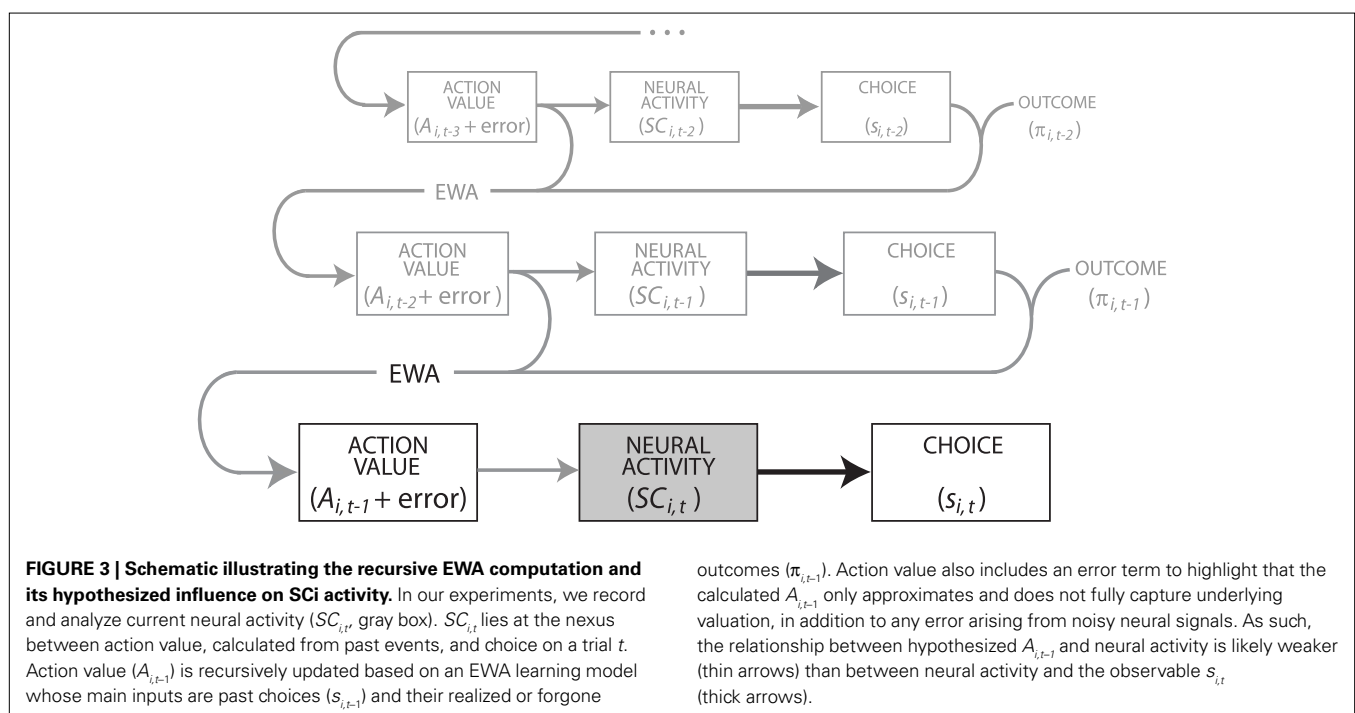 • • •
ACTION
VALUE
(A_{i,t-3} + error)
NEURAL
ACTIVITY
(SC_{i,t-2})
CHOICE
(s_{i,t-2})
OUTCOME
(π_{i,t-2})
EWA
ACTION
VALUE
(A_{i,t-2} + error )
NEURAL
ACTIVITY
(SC_{i,t-1})
CHOICE
(s_{i,t-1})
OUTCOME
(π_{i,t-1})
EWA
ACTION
VALUE
(A_{i,t-1} + error)
NEURAL
ACTIVITY
(SC_{i,t} )
CHOICE
(s_{i,t})
FIGURE 3 | Schematic illustrating the recursive EWA computation and
its hypothesized influence on SCi activity. In our experiments, we record
and analyze current neural activity (SC_{i,t}, gray box). SC_{i,t} lies at the nexus
between action value, calculated from past events, and choice on a trial t.
Action value (A_{i,t–1}) is recursively updated based on an EWA learning model
whose main inputs are past choices (s_{i,t–1}) and their realized or forgone
outcomes (π_{i,t–1}). Action value also includes an error term to highlight that the
calculated A_{i,t–1} only approximates and does not fully capture underlying
valuation, in addition to any error arising from noisy neural signals. As such,
the relationship between hypothesized A_{i,t–1} and neural activity is likely weaker
(thin arrows) than between neural activity and the observable s_{i,t}
(thick arrows).